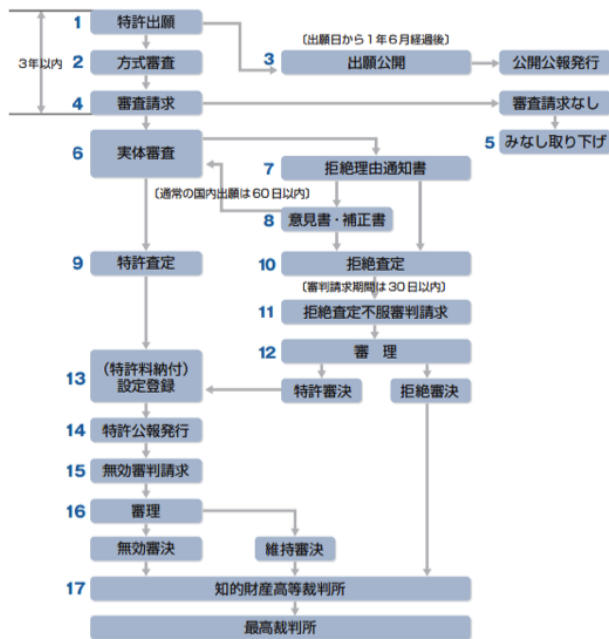 1 特許出願
〔出願日から1年6月経過後〕
3年以内
2 方式審査
3 出願公開
公開公報発行
4 審査請求
審査請求なし
5 みなし取り下げ
6 実体審査
7 拒絶理由通知書
〔通常の国内出願は60日以内〕
8 意見書・補正書
9 特許査定
10 拒絶査定
〔審判請求期間は30日以内〕
11 拒絶査定不服審判請求
12 審 理
13 (特許料納付)
設定登録
特許審決
拒絶審決
14 特許公報発行
15 無効審判請求
16 審理
無効審決
維持審決
17 知的財産高等裁判所
最高裁判所